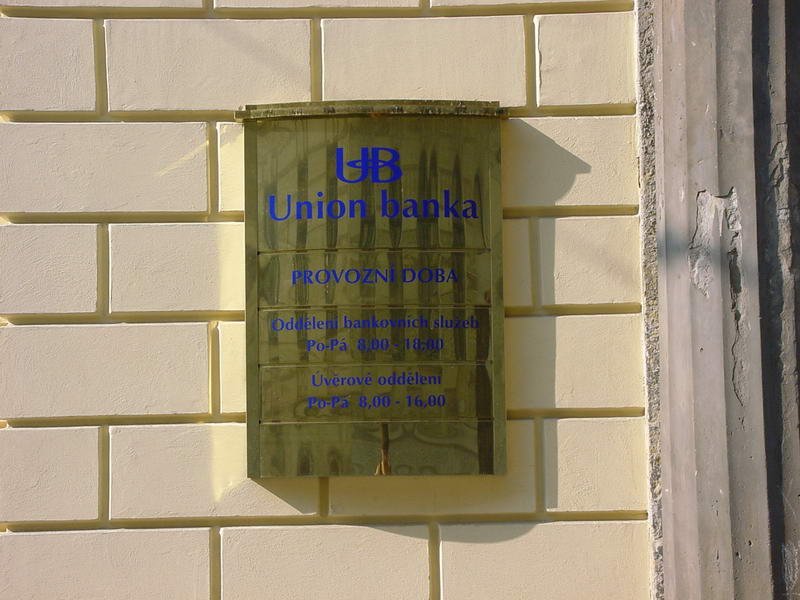 UB
Union banka
PROVOZNÍ DOBA
Oddělení bankovních služeb
Po-Pá 8,00 - 18,00
Úvěrové oddělení
Po-Pá 8,00 - 16,00